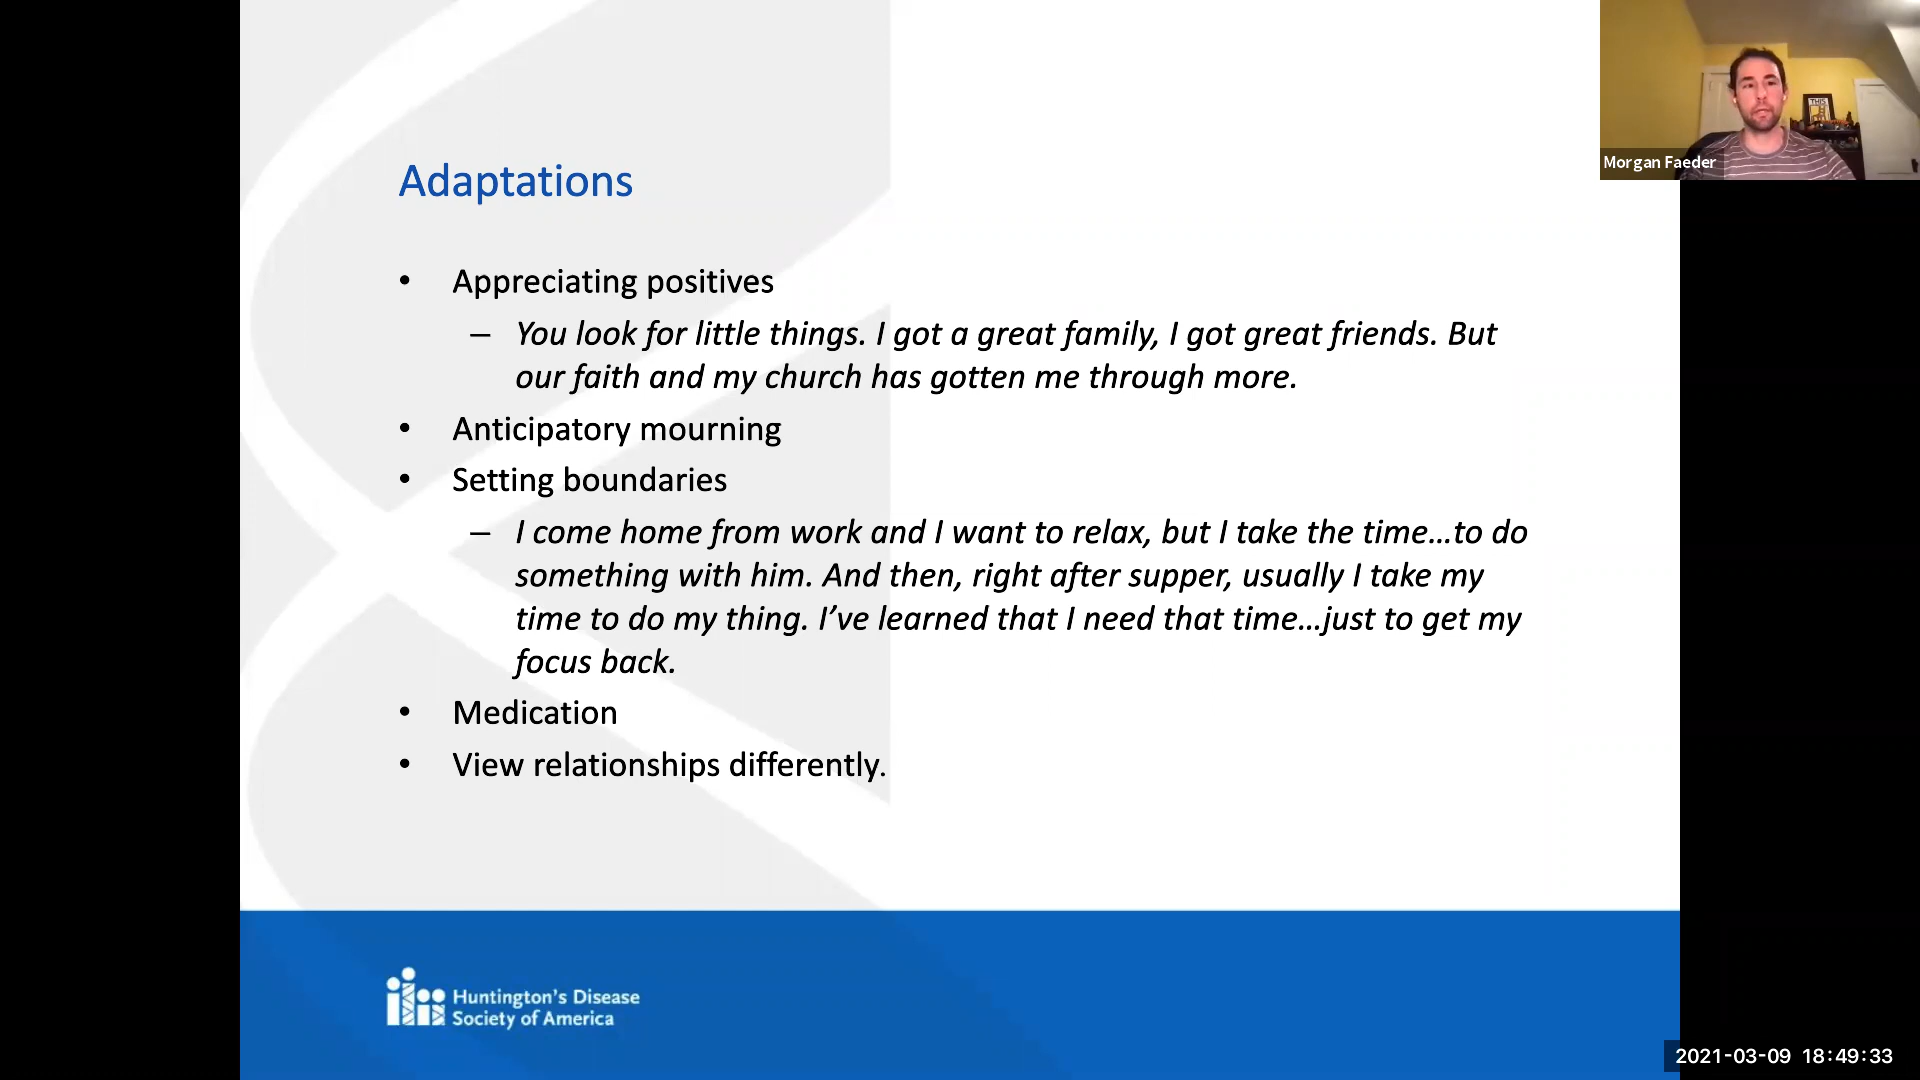 Adaptations
• Appreciating positives
– You look for little things. I got a great family, I got great friends. But
our faith and my church has gotten me through more.
• Anticipatory mourning
• Setting boundaries
– I come home from work and I want to relax, but I take the time…to do
something with him. And then, right after supper, usually I take my
time to do my thing. I’ve learned that I need that time…just to get my
focus back.
• Medication
• View relationships differently.
Huntington’s Disease
Society of America
THIS
Morgan Faeder
2021-03-09 18:49:33